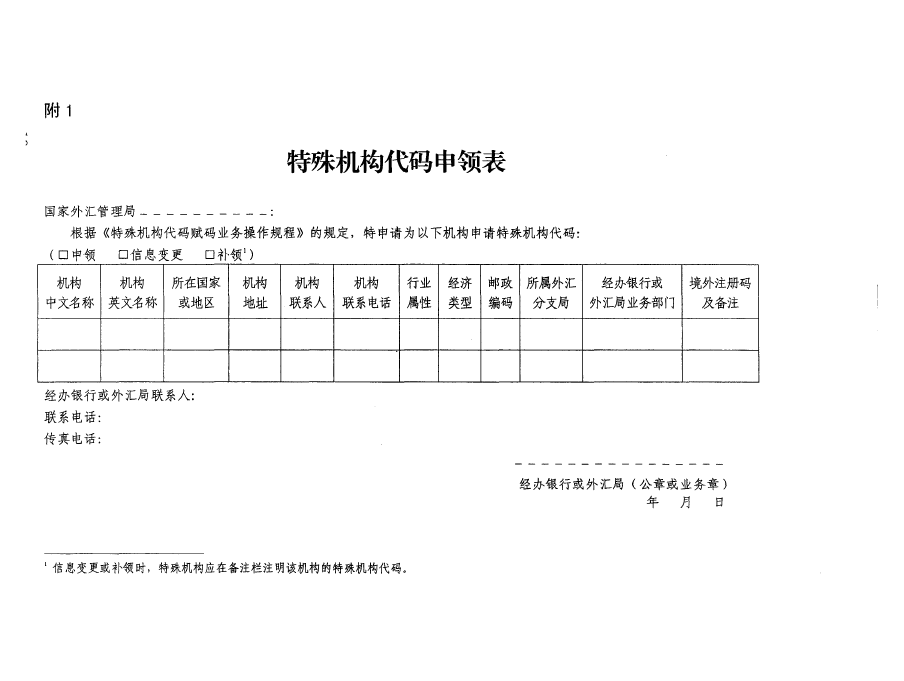 附 1
特殊机构代码申领表
国家外汇管理局__________:
根据《特殊机构代码赋码业务操作规程》的规定,特申请为以下机构申请特殊机构代码:
(□申领 □信息变更 □补领¹)
机构中文名称 机构英文名称 所在国家或地区 机构地址 机构联系人 机构联系电话 行业属性 经济类型 邮政编码 所属外汇分支局 经办银行或外汇局业务部门 境外注册码及备注
经办银行或外汇局联系人:
联系电话:
传真电话:
经办银行或外汇局(公章或业务章)
年 月 日
¹ 信息变更或补领时,特殊机构应在备注栏注明该机构的特殊机构代码。